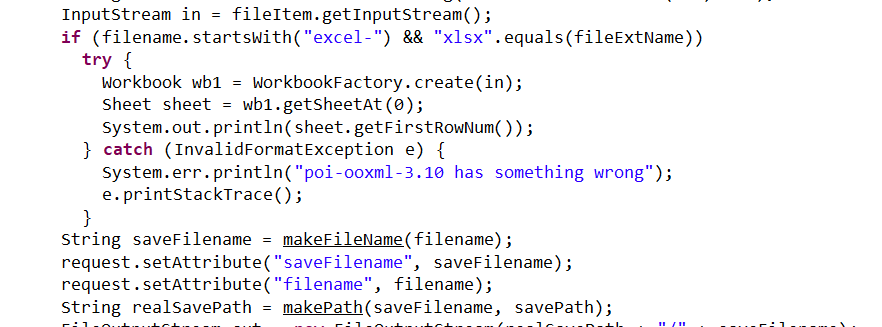 InputStream in = fileItem.getInputStream();
if (filename.startsWith("excel-") && "xlsx".equals(fileExtName))
try {
Workbook wb1 = WorkbookFactory.create(in);
Sheet sheet = wb1.getSheetAt(0);
System.out.println(sheet.getFirstRowNum());
} catch (InvalidFormatException e) {
System.err.println("poi-ooxml-3.10 has something wrong");
e.printStackTrace();
}
String saveFilename = makeFileName(filename);
request.setAttribute("saveFilename", saveFilename);
request.setAttribute("filename", filename);
String realSavePath = makePath(saveFilename, savePath);